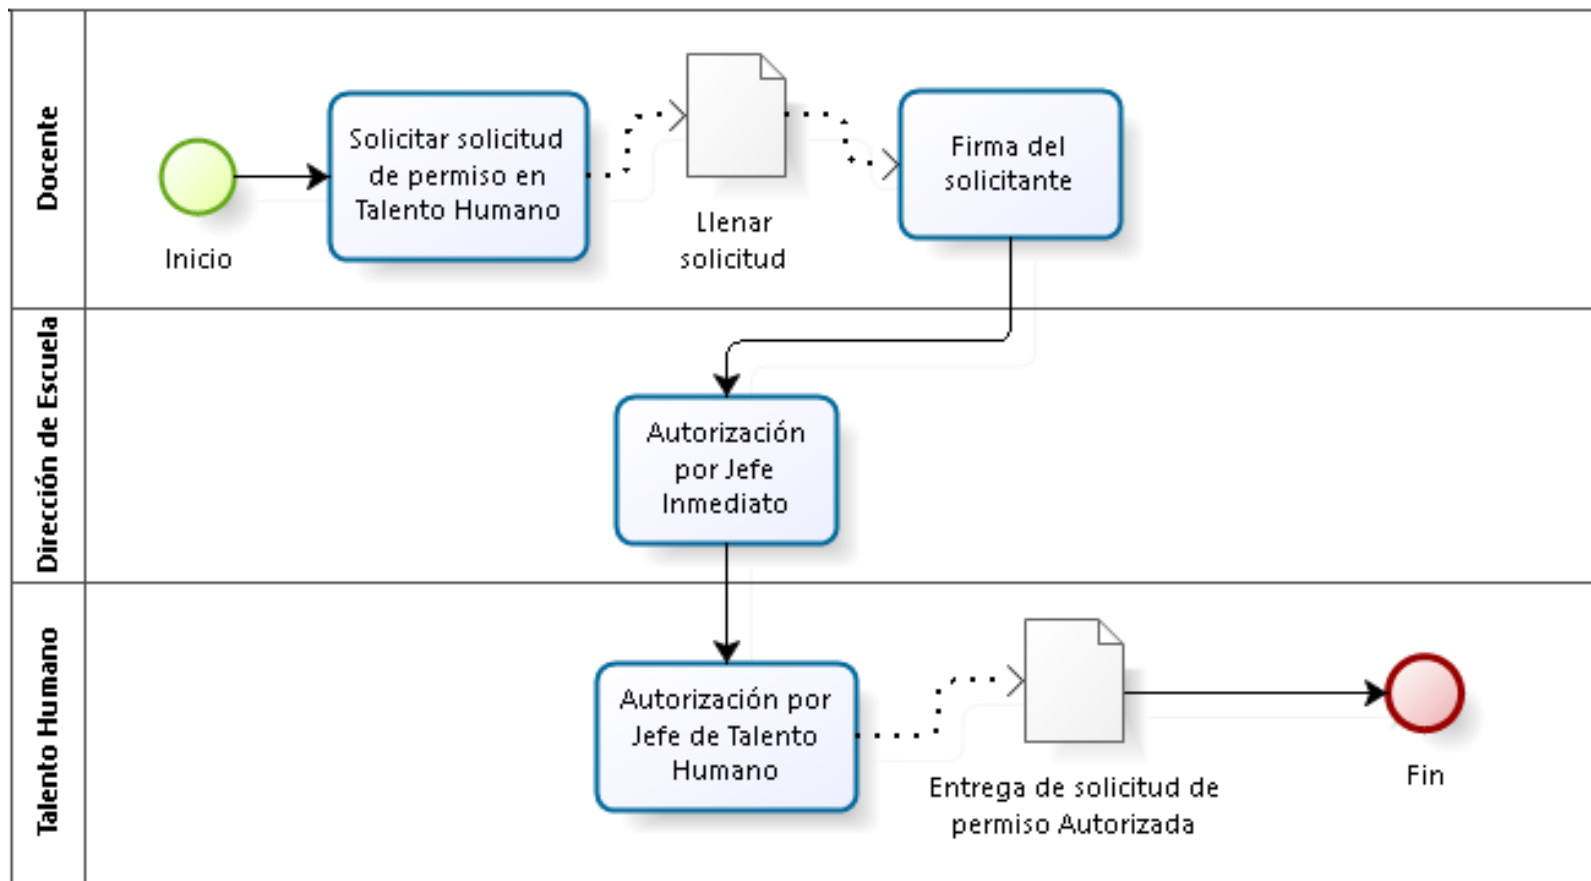 Docente
Inicio
Solicitar solicitud
de permiso en
Talento Humano
Llenar
solicitud
Firma del
solicitante
Dirección de Escuela
Autorización
por Jefe
Inmediato
Talento Humano
Autorización por
Jefe de Talento
Humano
Entrega de solicitud de
permiso Autorizada
Fin